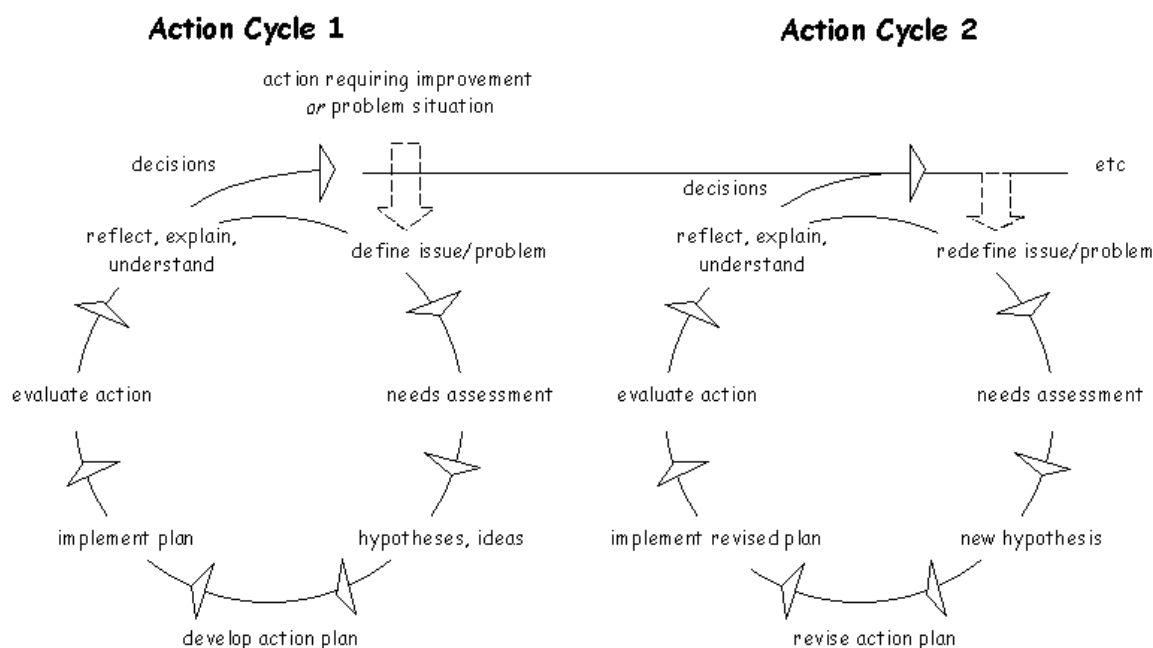 Action Cycle 1
action requiring improvement
or problem situation
decisions
reflect, explain,
understand
define issue/problem
evaluate action
needs assessment
implement plan
hypotheses, ideas
develop action plan
Action Cycle 2
decisions
etc
reflect, explain,
understand
redefine issue/problem
evaluate action
needs assessment
implement revised plan
new hypothesis
revise action plan